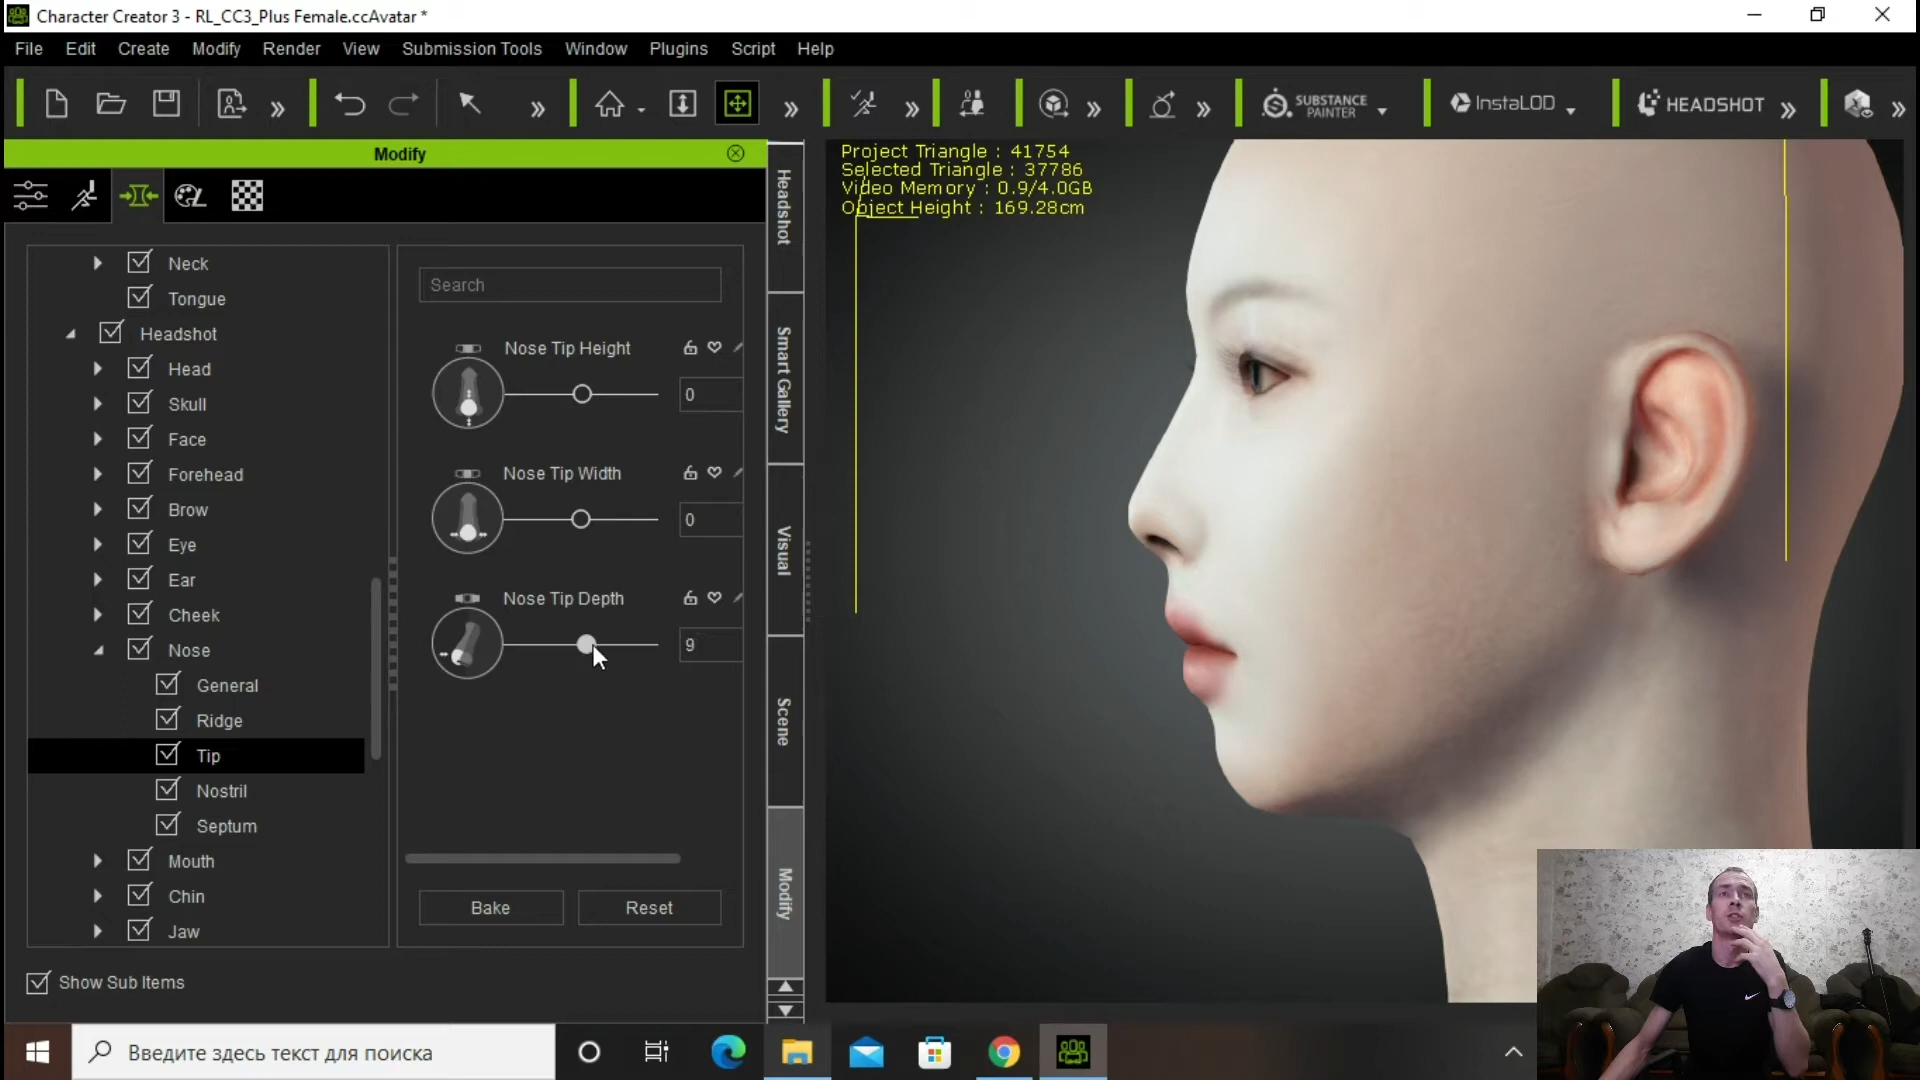 Character Creator 3 - RL_CC3_Plus Female.ccAvatar *
File Edit Create Modify Render View Submission Tools Window Plugins Script Help
SUBSTANCE PAINTER
InstaLOD
HEADSHOT
Modify
Neck
Tongue
Headshot
Head
Skull
Face
Forehead
Brow
Eye
Ear
Cheek
Nose
General
Ridge
Tip
Nostril
Septum
Mouth
Chin
Jaw
Show Sub Items
Search
Nose Tip Height
0
Nose Tip Width
0
Nose Tip Depth
9
Bake Reset
Headshot
Smart Gallery
Visual
Scene
Modify
Project Triangle : 41754
Selected Triangle : 37786
Video Memory : 0.9/4.0GB
Object Height : 169.28cm
Введите здесь текст для поиска